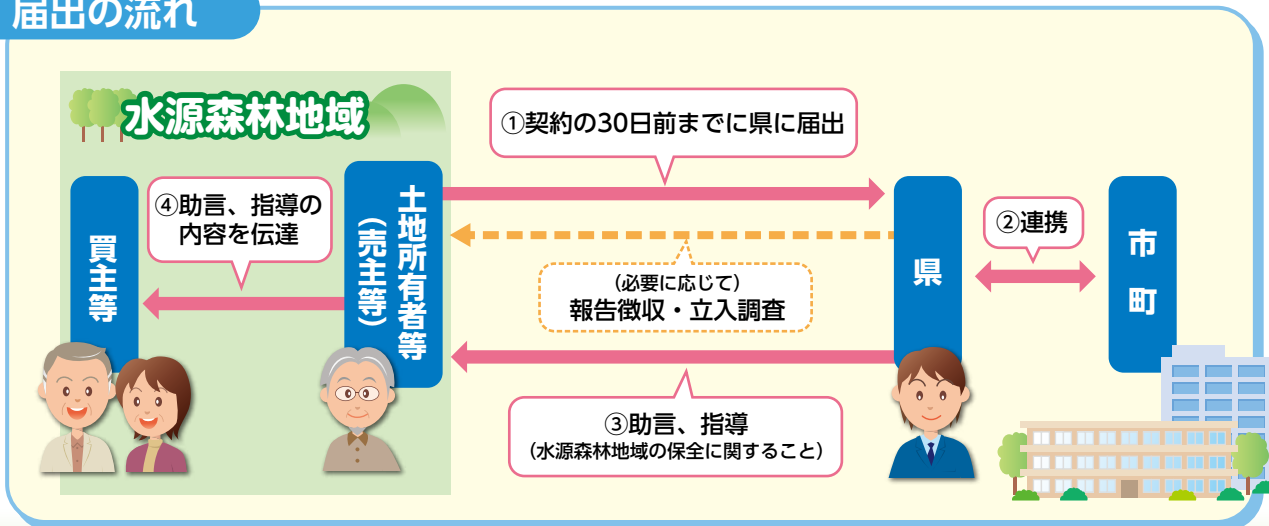 届出の流れ
水源森林地域
①契約の30日前までに県に届出
④助言、指導の
内容を伝達
買主等
土地所有者等
（売主等）
（必要に応じて）
報告徴収・立入調査
県
②連携
市町
③助言、指導
（水源森林地域の保全に関すること）